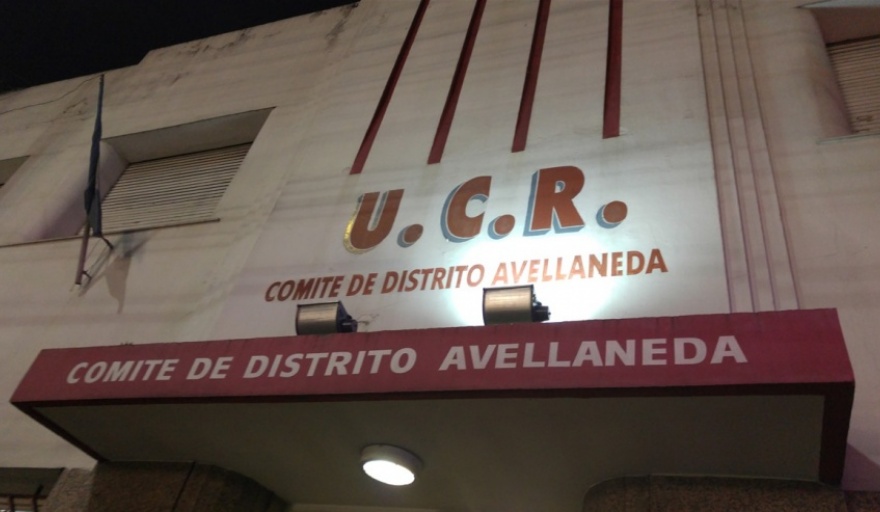 U.C.R.
COMITE DE DISTRITO AVELLANEDA
COMITE DE DISTRITO AVELLANEDA